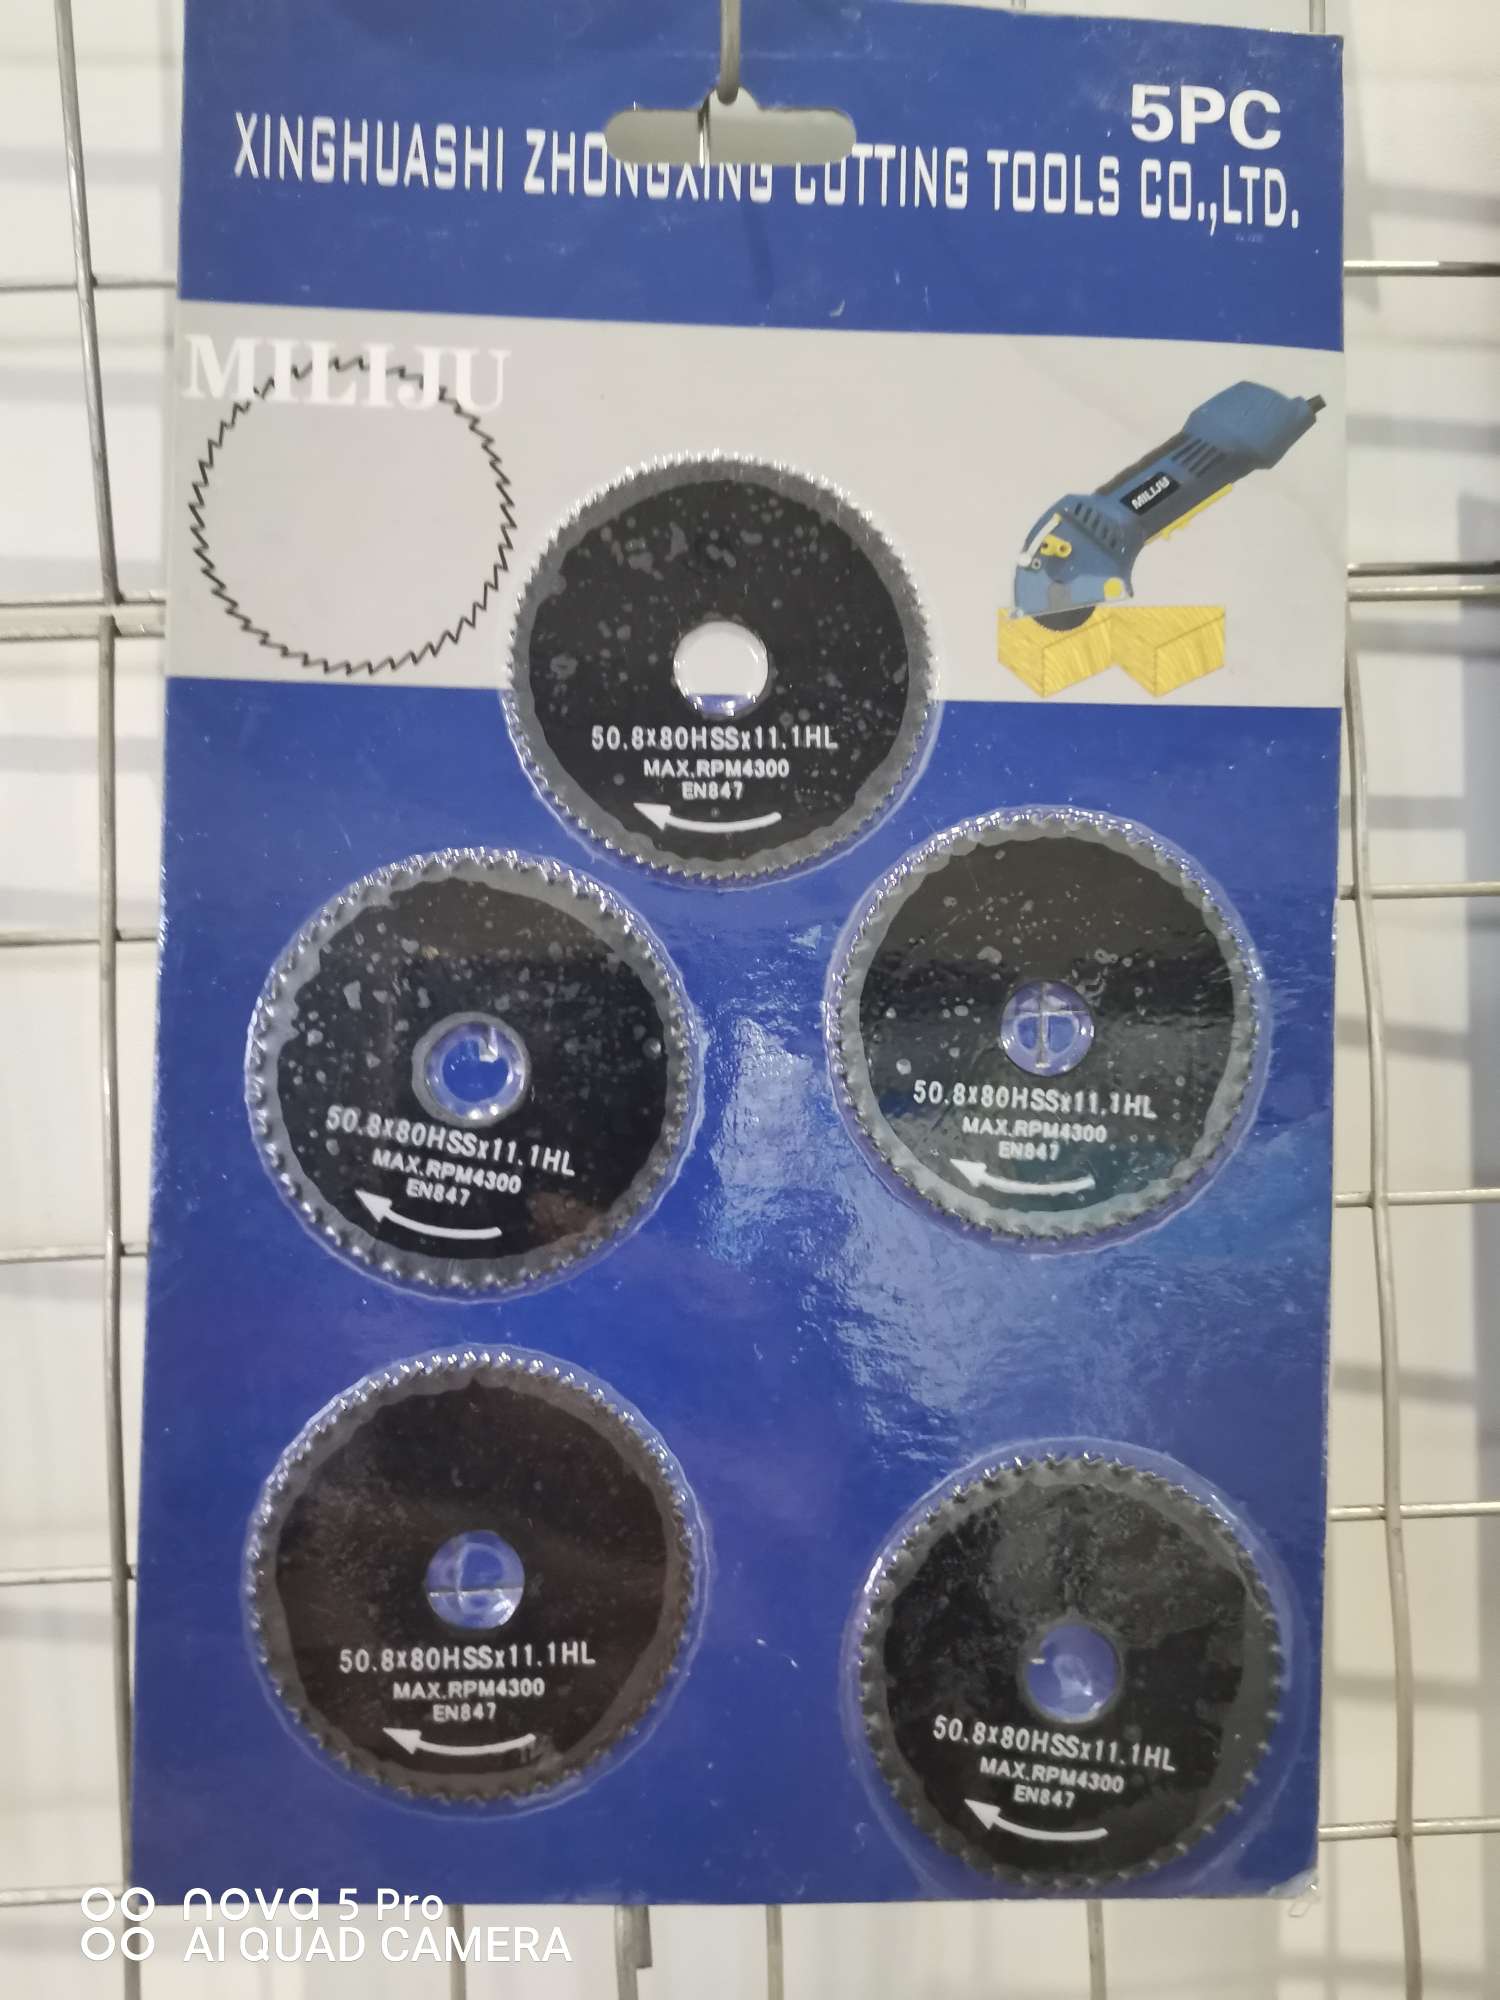 5PC
XINGHUASHI ZHONGXING CUTTING TOOLS CO.,LTD.
MILIJU
MILIJU
50.8x80HSSx11.1HL
MAX.RPM4300
EN847
50.8x80HSSx11.1HL
MAX.RPM4300
EN847
50.8x80HSSx11.1HL
MAX.RPM4300
EN847
50.8x80HSSx11.1HL
MAX.RPM4300
EN847
50.8x80HSSx11.1HL
MAX.RPM4300
EN847
nova 5 Pro
AI QUAD CAMERA